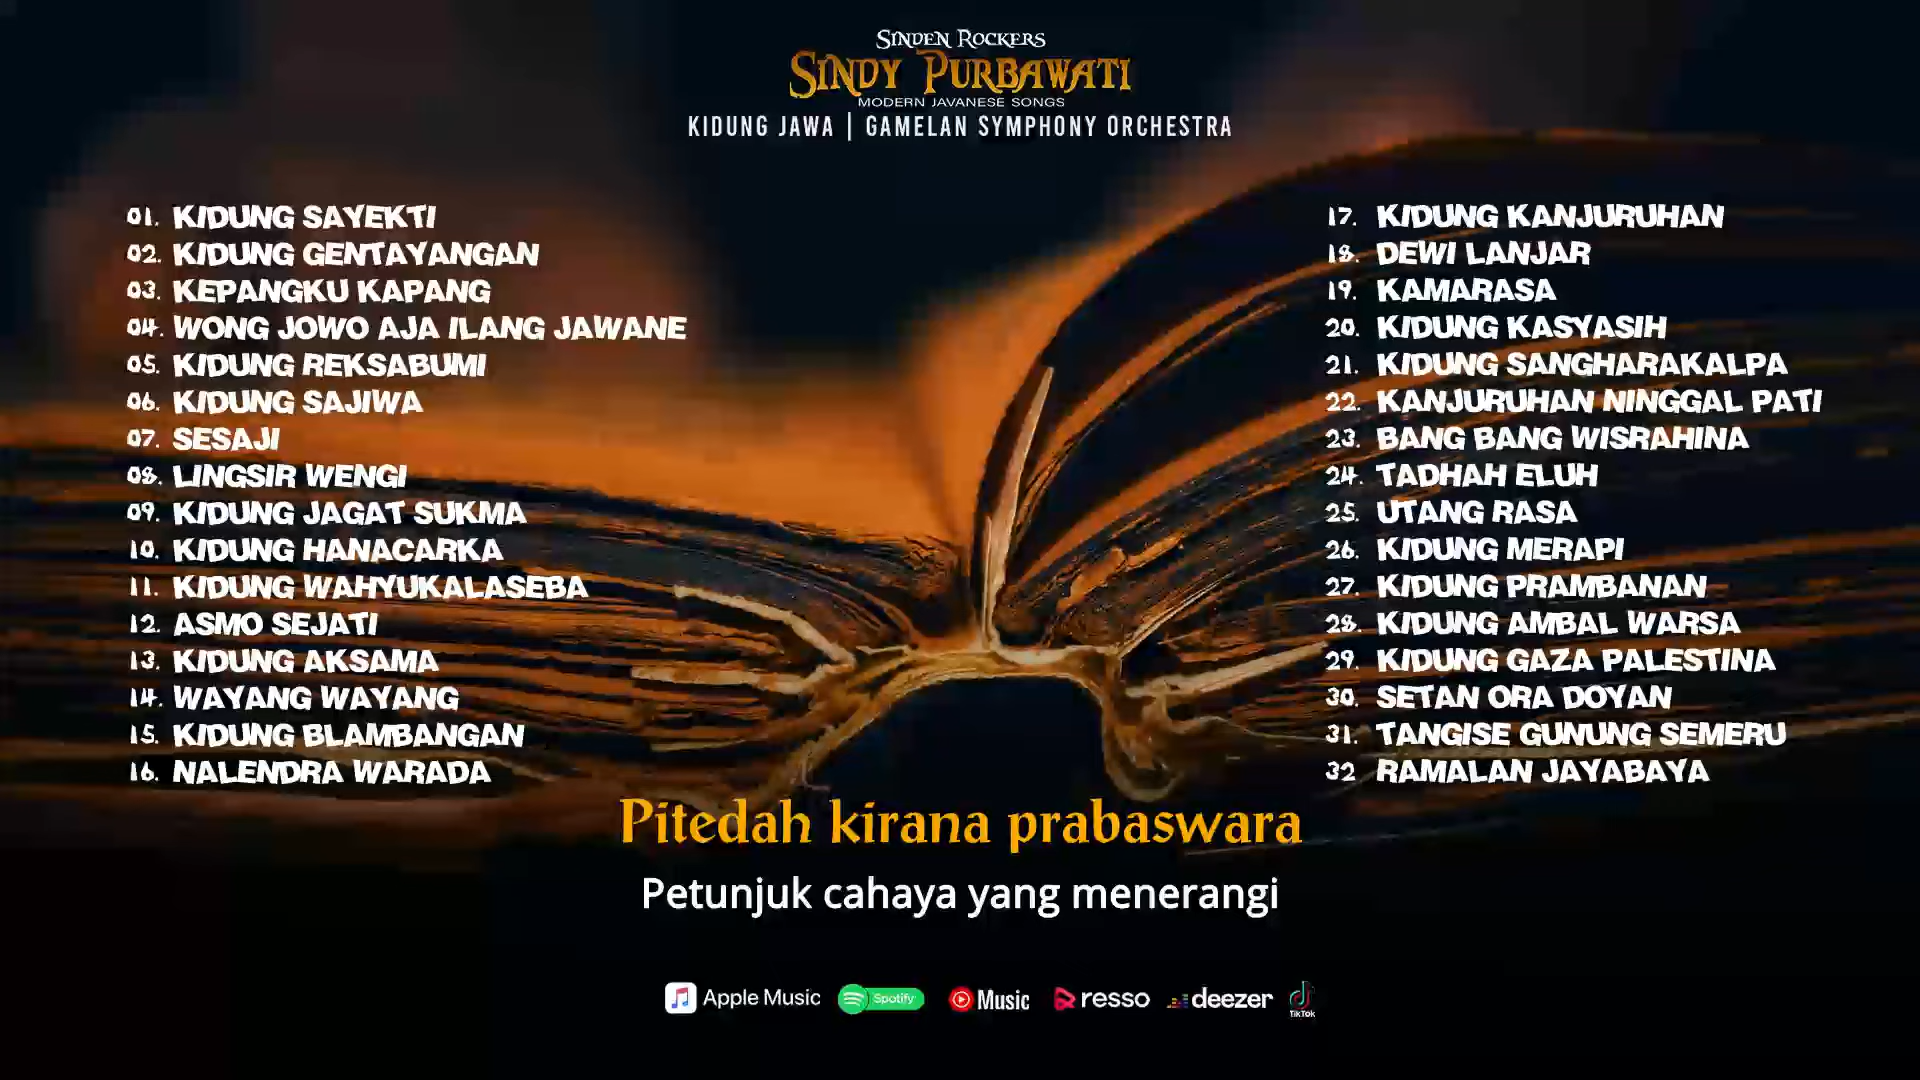 SINDEN ROCKERS
SINDY PURBAWATI
MODERN JAVANESE SONGS
KIDUNG JAWA | GAMELAN SYMPHONY ORCHESTRA
01. KIDUNG SAYEKTI
02. KIDUNG GENTAYANGAN
03. KEPANGKU KAPANG
04. WONG JOWO AJA ILANG JAWANE
05. KIDUNG REKSABUMI
06. KIDUNG SAJIWA
07. SESAJI
08. LINGSIR WENGI
09. KIDUNG JAGAT SUKMA
10. KIDUNG HANACARKA
11. KIDUNG WAHYUKALASEBA
12. ASMO SEJATI
13. KIDUNG AKSAMA
14. WAYANG WAYANG
15. KIDUNG BLAMBANGAN
16. NALENDRA WARADA
17. KIDUNG KANJURUHAN
18. DEWI LANJAR
19. KAMARASA
20. KIDUNG KASYASIH
21. KIDUNG SANGHARAKALPA
22. KANJURUHAN NINGGAL PATI
23. BANG BANG WISRAHINA
24. TADHAH ELUH
25. UTANG RASA
26. KIDUNG MERAPI
27. KIDUNG PRAMBANAN
28. KIDUNG AMBAL WARSA
29. KIDUNG GAZA PALESTINA
30. SETAN ORA DOYAN
31. TANGISE GUNUNG SEMERU
32 RAMALAN JAYABAYA
Pitedah kirana prabaswara
Petunjuk cahaya yang menerangi
Apple Music Spotify Music resso deezer TikTok